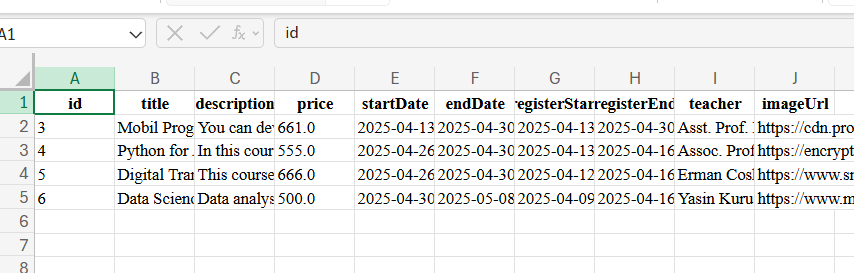 A1 fx id
A B C D E F G H I J
1 id title description price startDate endDate registerStar registerEnd teacher imageUrl
2 3 Mobil Prog You can de 661.0 2025-04-13 2025-04-30 2025-04-13 2025-04-30 Asst. Prof. https://cdn.pro
3 4 Python for In this cour 555.0 2025-04-26 2025-04-30 2025-04-13 2025-04-16 Assoc. Prof https://encrypt
4 5 Digital Tra This course 666.0 2025-04-26 2025-04-30 2025-04-12 2025-04-16 Erman Cos https://www.sr
5 6 Data Scien Data analys 500.0 2025-04-30 2025-05-08 2025-04-09 2025-04-16 Yasin Kuru https://www.m
6
7
8